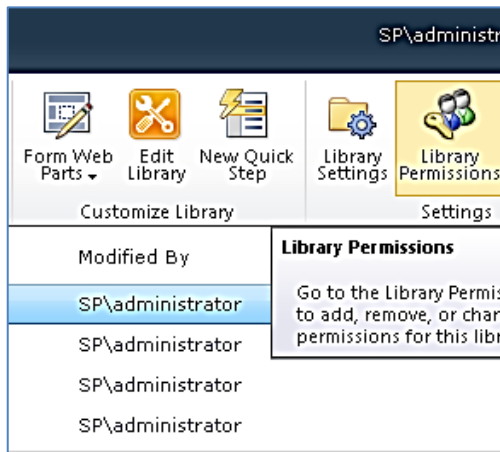 SP\administr
Form Web Parts
Edit Library
New Quick Step
Library Settings
Library Permissions
Customize Library
Settings
Modified By
Library Permissions
Go to the Library Permis
to add, remove, or char
permissions for this libr
SP\administrator
SP\administrator
SP\administrator
SP\administrator